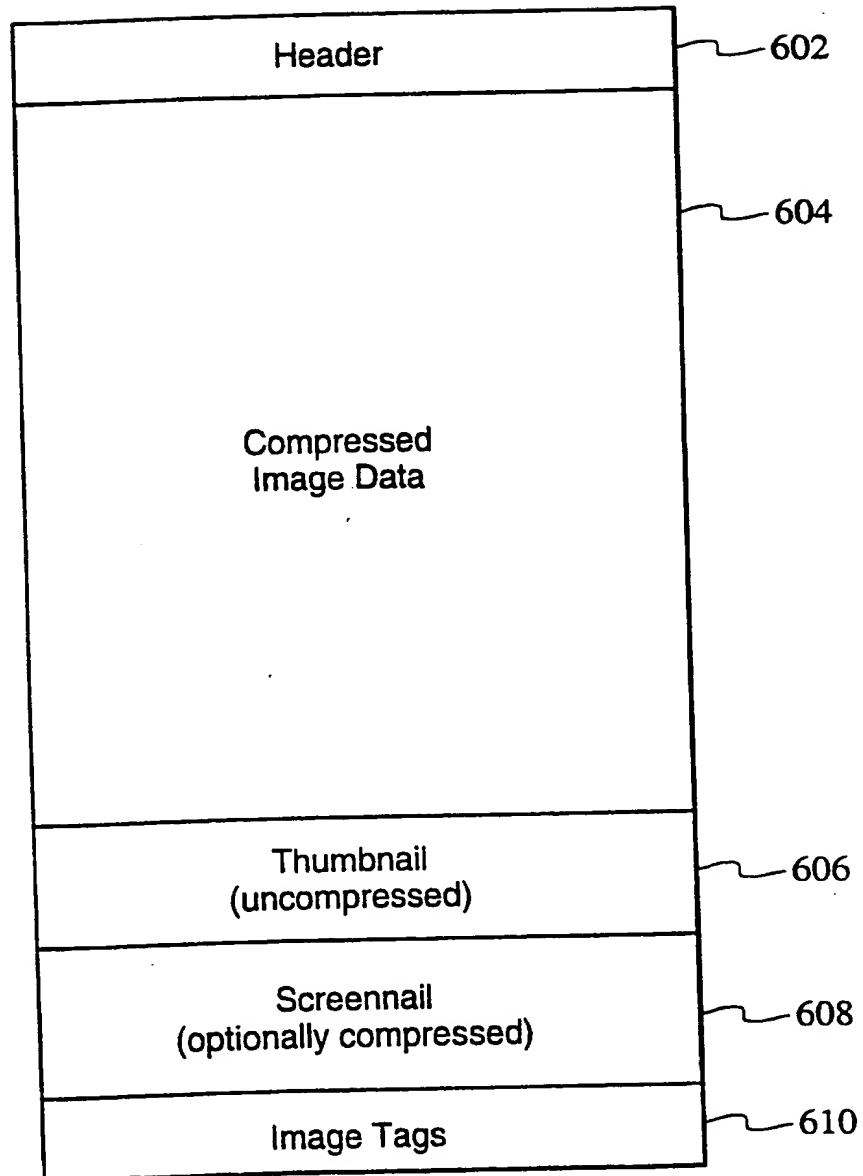 Header
602
604
Compressed
Image Data
Thumbnail
(uncompressed)
606
Screennail
(optionally compressed)
608
Image Tags
610